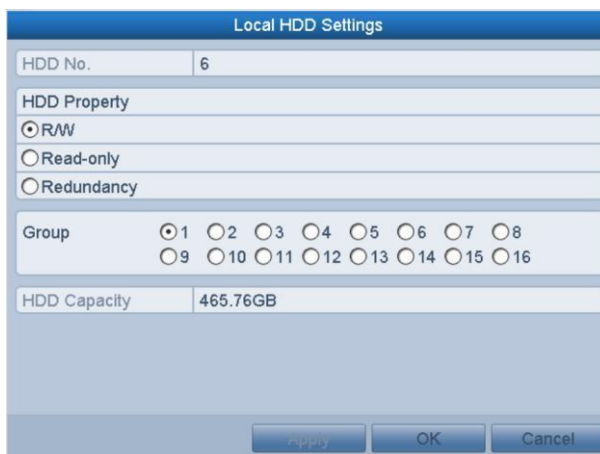 Local HDD Settings
HDD No. 6
HDD Property
R/W
Read-only
Redundancy
Group 1 2 3 4 5 6 7 8
9 10 11 12 13 14 15 16
HDD Capacity 465.76GB
Apply OK Cancel